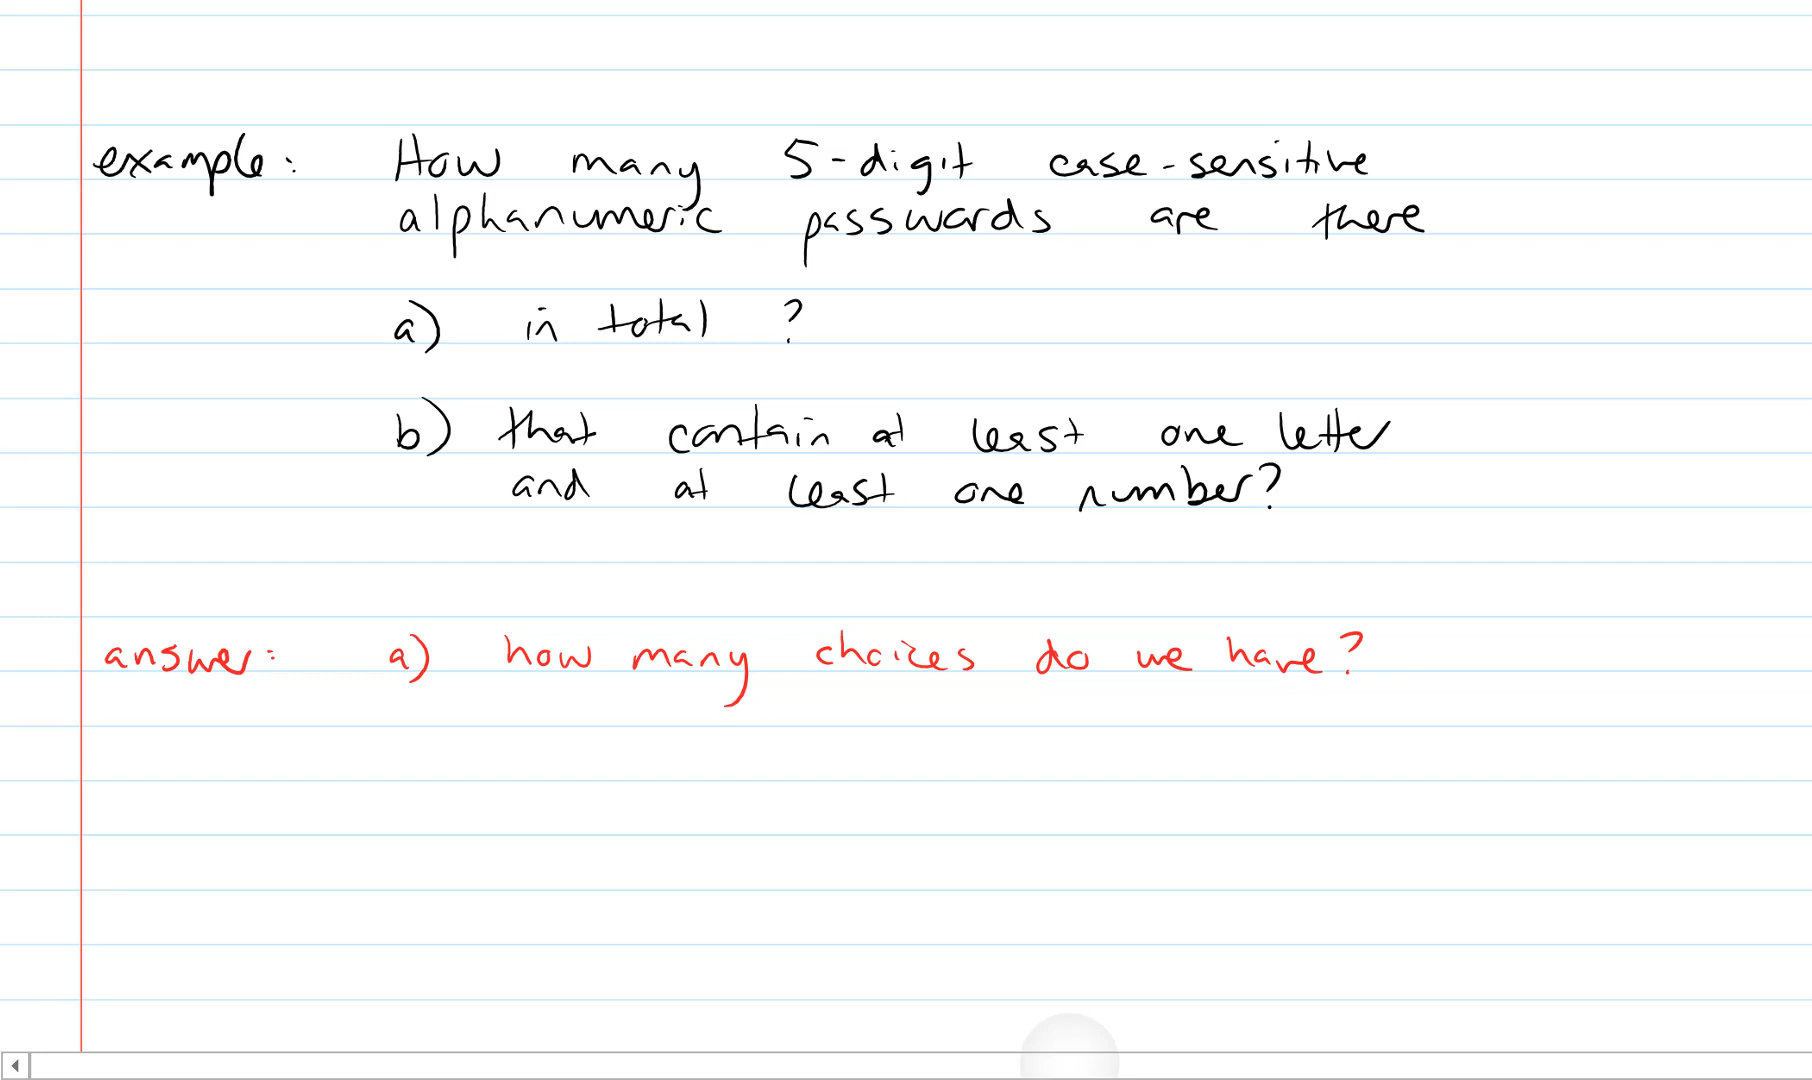 example: How many 5-digit case-sensitive
alphanumeric passwords are there
a) in total ?
b) that contain at least one letter
and at least one number?
answer: a) how many choices do we have?